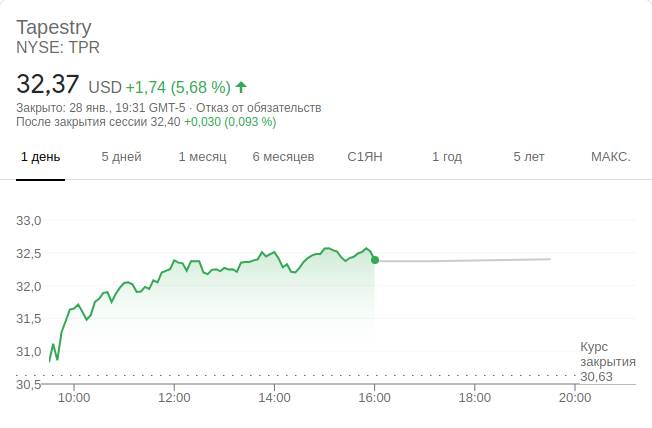 Tapestry
NYSE: TPR
32,37 USD +1,74 (5,68 %)
Закрыто: 28 янв., 19:31 GMT-5 · Отказ от обязательств
После закрытия сессии 32,40 +0,030 (0,093 %)
1 день 5 дней 1 месяц 6 месяцев С1ЯН 1 год 5 лет МАКС.
33,0
32,5
32,0
31,5
31,0
30,5
Курс
закрытия
30,63
10:00 12:00 14:00 16:00 18:00 20:00